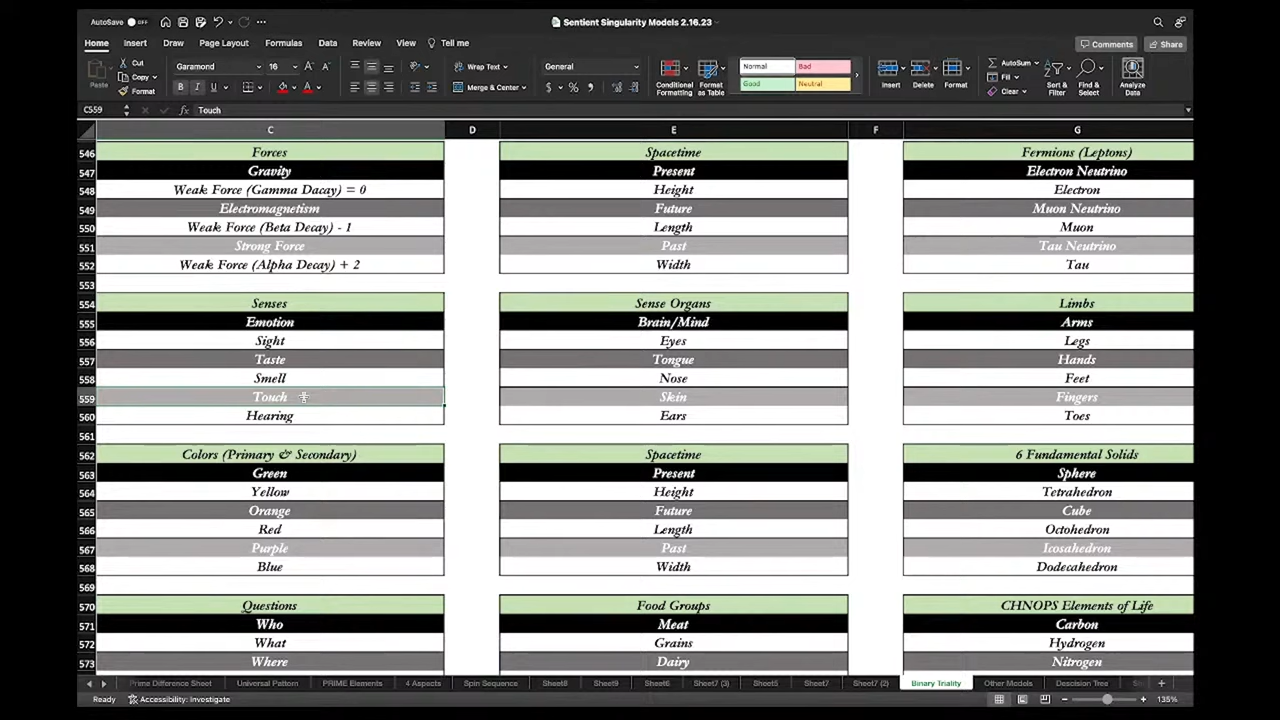 AutoSave OFF
Sentient Singularity Models 2.16.23
Home Insert Draw Page Layout Formulas Data Review View Tell me Comments Share
Paste Cut Copy Format
Garamond 16
B I U
Wrap Text
Merge & Center
General
Conditional Formatting Format as Table
Normal Bad
Good Neutral
Insert Delete Format
AutoSum
Fill
Clear
Sort & Filter Find & Select Analyze Data
C559 fx Touch
C D E F G
546 Forces Spacetime Fermions (Leptons)
547 Gravity Present Electron Neutrino
548 Weak Force (Gamma Dacay) = 0 Height Electron
549 Electromagnetism Future Muon Neutrino
550 Weak Force (Beta Decay) - 1 Length Muon
551 Strong Force Past Tau Neutrino
552 Weak Force (Alpha Decay) + 2 Width Tau
553
554 Senses Sense Organs Limbs
555 Emotion Brain/Mind Arms
556 Sight Eyes Legs
557 Taste Tongue Hands
558 Smell Nose Feet
559 Touch Skin Fingers
560 Hearing Ears Toes
561
562 Colors (Primary & Secondary) Spacetime 6 Fundamental Solids
563 Green Present Sphere
564 Yellow Height Tetrahedron
565 Orange Future Cube
566 Red Length Octohedron
567 Purple Past Icosahedron
568 Blue Width Dodecahedron
569
570 Questions Food Groups CHNOPS Elements of Life
571 Who Meat Carbon
572 What Grains Hydrogen
573 Where Dairy Nitrogen
Prime Difference Sheet Universal Pattern PRIME Elements 4 Aspects Spin Sequence Sheet8 Sheet9 Sheet6 Sheet7 (3) Sheet5 Sheet7 Sheet7 (2) Binary Triality Other Models Descision Tree
Ready Accessibility: Investigate 135%